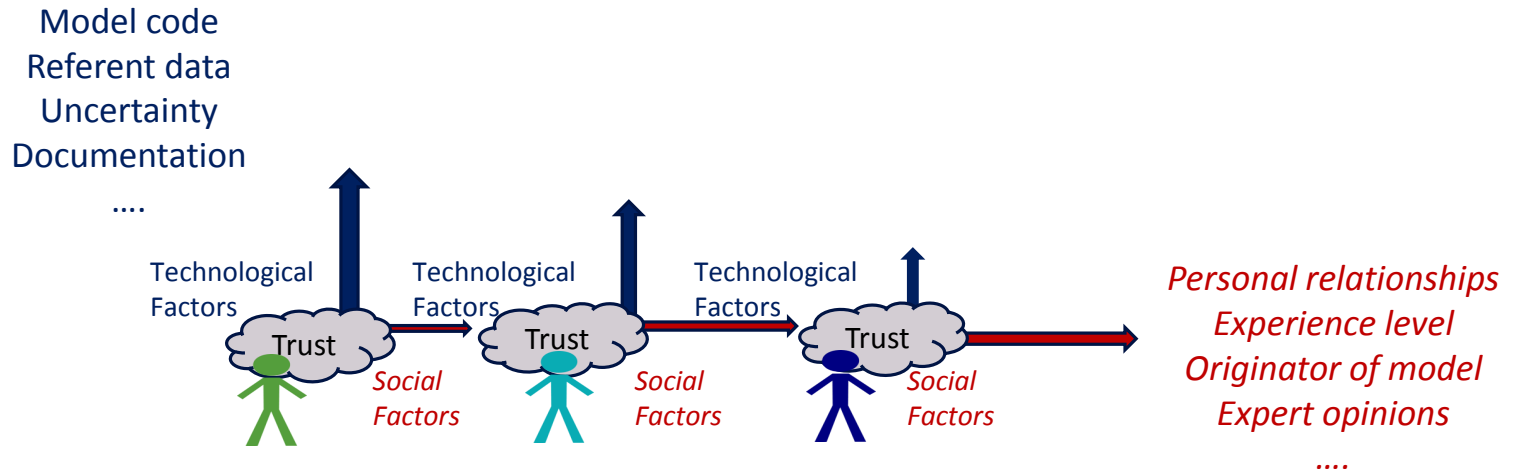 Model code
Referent data
Uncertainty
Documentation
....
Technological
Factors
Technological
Factors
Technological
Factors
Trust
Trust
Trust
Social
Factors
Social
Factors
Social
Factors
Personal relationships
Experience level
Originator of model
Expert opinions
....